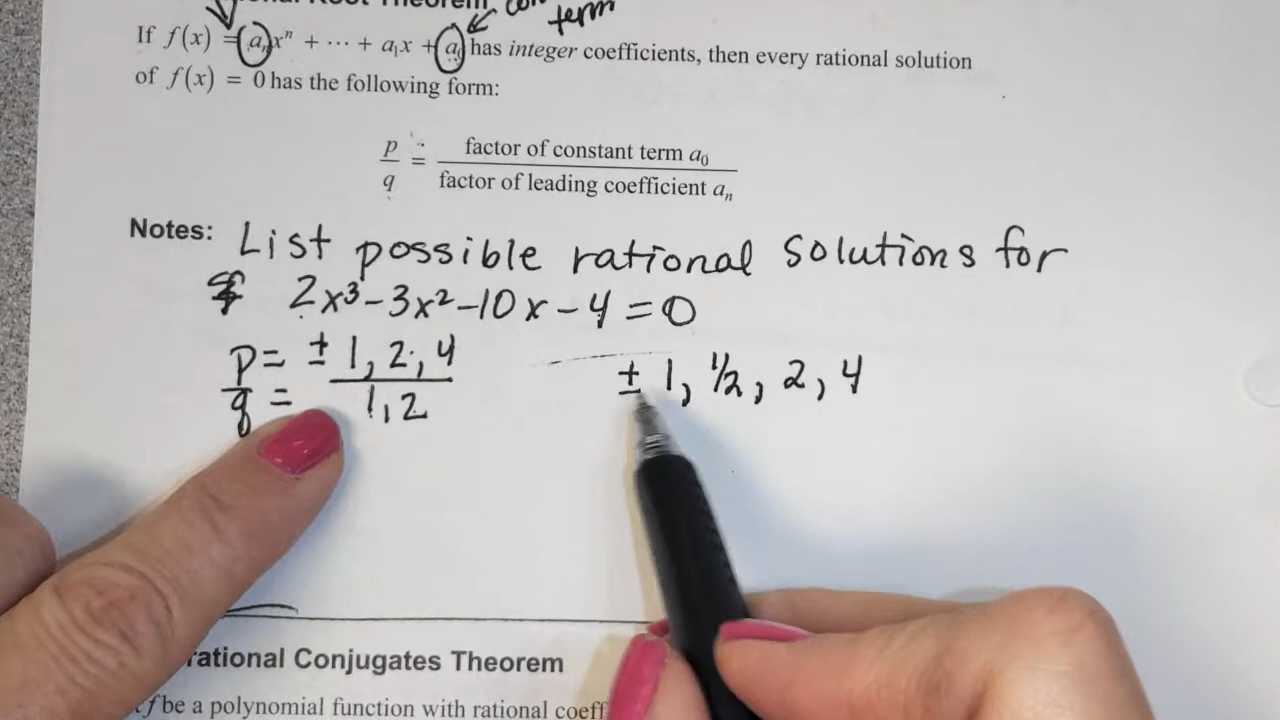 Root Theorem
term
If f(x) = aₙxⁿ + ··· + a₁x + a₀ has integer coefficients, then every rational solution
of f(x) = 0 has the following form:
p/q = factor of constant term a₀ / factor of leading coefficient aₙ
Notes: List possible rational solutions for
2x³-3x²-10x-4=0
p/q = ± 1, 2, 4 / 1, 2
± 1, ½, 2, 4
rational Conjugates Theorem
f be a polynomial function with rational coeff